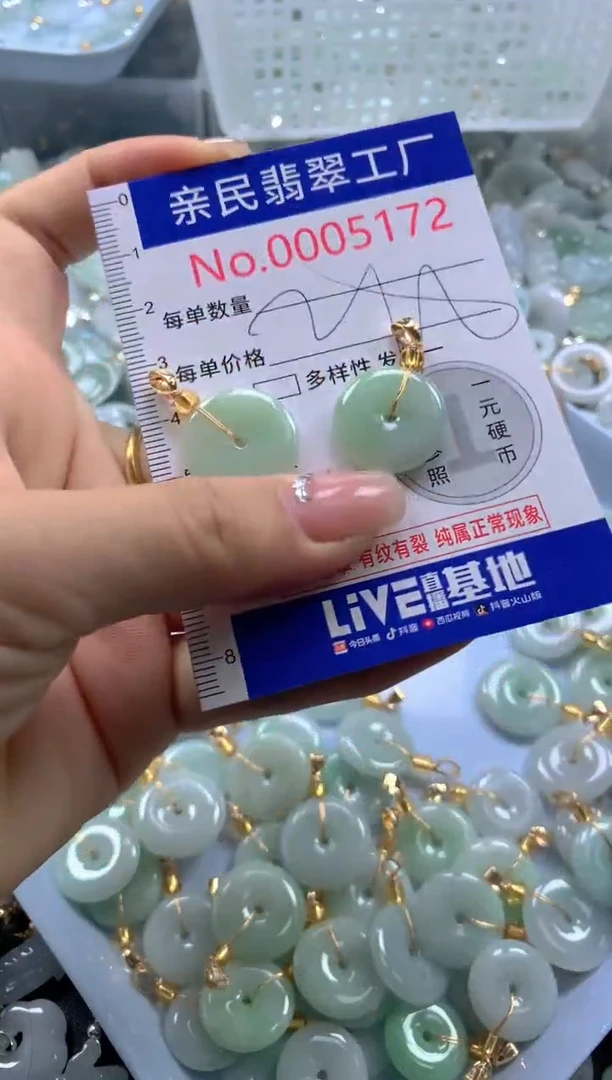 亲民翡翠工厂
No.0005172
0
1
2
3
4
8
每单数量
每单价格
多样性 发
一元硬币
照
有纹有裂 纯属正常现象
LiVE直播基地
今日头条 抖音 西瓜视频 抖音火山版